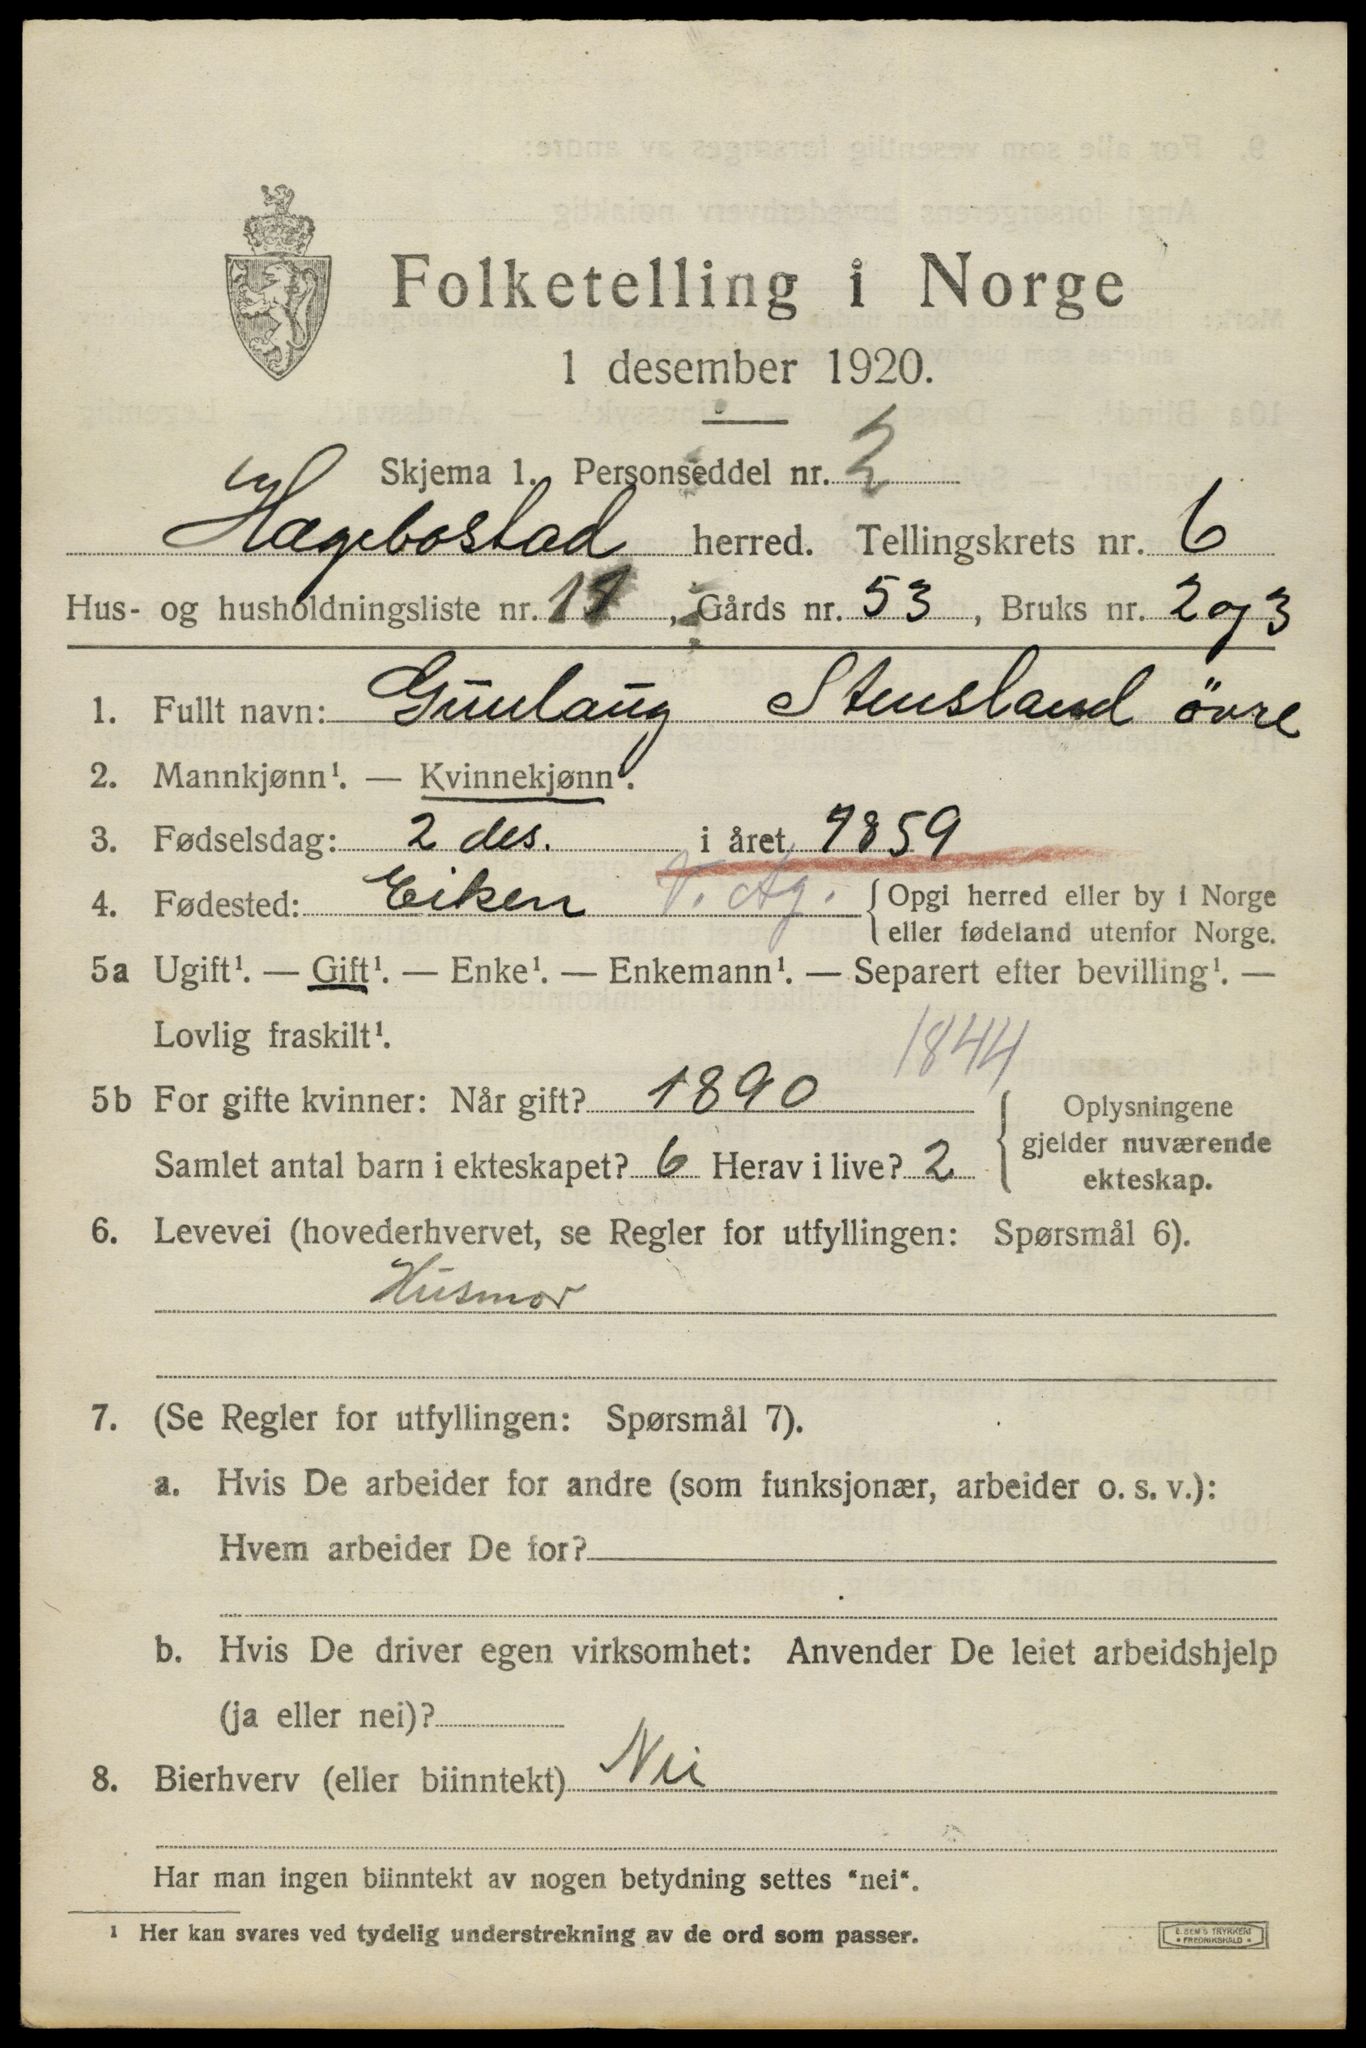 Folketelling i Norge
1 desember 1920.
Skjema 1. Personseddel nr. 2
Hægebostad herred. Tellingskrets nr. 6
Hus- og husholdningsliste nr. 11, Gårds nr. 53, Bruks nr. 2 og 3
1. Fullt navn: Gunlaug Stensland övre
2. Mannkjønn¹. — Kvinnekjønn¹.
3. Fødselsdag: 2 des. i året 1859
4. Fødested: Eiken V. Ag. { Opgi herred eller by i Norge
eller fødeland utenfor Norge.
5a Ugift¹. — Gift¹. — Enke¹. — Enkemann¹. — Separert efter bevilling¹. —
Lovlig fraskilt¹.
1844
5b For gifte kvinner: Når gift? 1890
Samlet antal barn i ekteskapet? 6 Herav i live? 2
{ Oplysningene
gjelder nuværende
ekteskap.
6. Levevei (hovederhvervet, se Regler for utfyllingen: Spørsmål 6).
Husmor
7. (Se Regler for utfyllingen: Spørsmål 7).
a. Hvis De arbeider for andre (som funksjonær, arbeider o. s. v.):
Hvem arbeider De for?
b. Hvis De driver egen virksomhet: Anvender De leiet arbeidshjelp
(ja eller nei)?
8. Bierhverv (eller biinntekt) Nei
Har man ingen biinntekt av nogen betydning settes "nei".
¹ Her kan svares ved tydelig understrekning av de ord som passer.
E. SEM'S TRYKKERI
FREDRIKSHALD